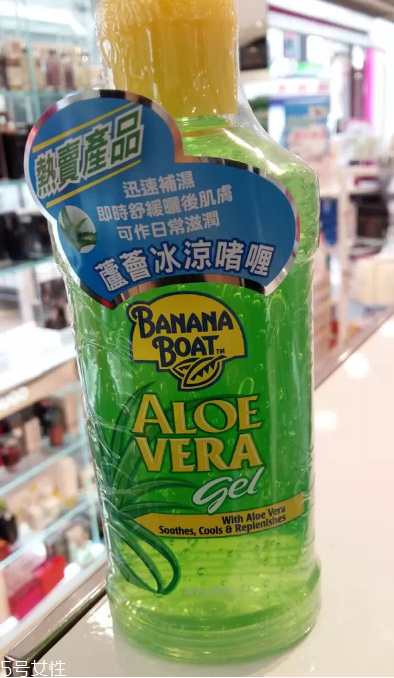 熱賣產品
迅速補濕
即時舒緩曬後肌膚
可作日常滋潤
蘆薈冰涼啫喱
BANANA
BOAT™
ALOE
VERA
Gel
With Aloe Vera
Soothes, Cools & Replenishes
5号女性